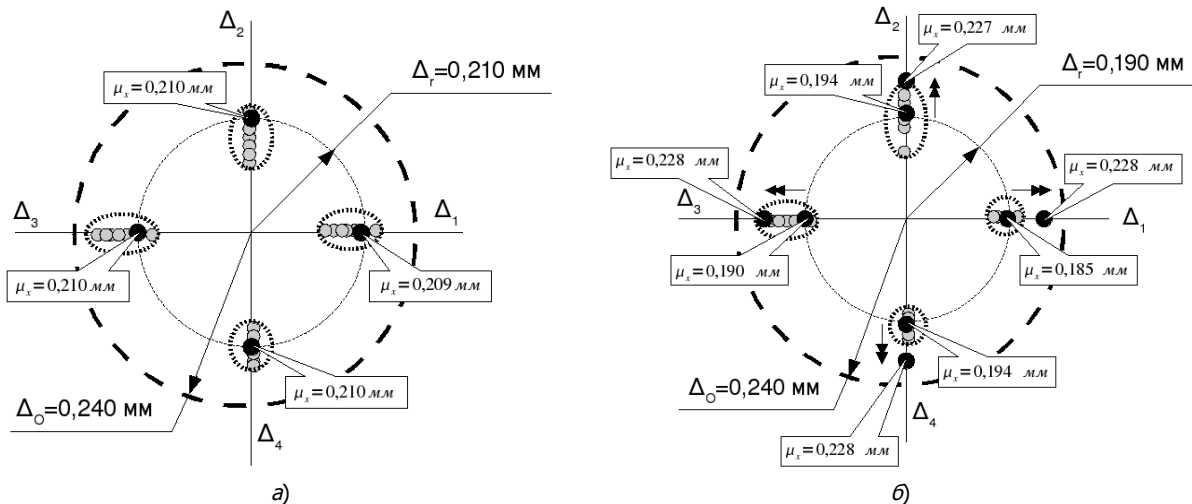 Δ₂
Δᵣ=0,210 мм
μₓ=0,210 мм
Δ₃
Δ₁
μₓ=0,210 мм
μₓ=0,209 мм
μₓ=0,210 мм
Δ_O=0,240 мм
Δ₄
а)
Δ₂
μₓ=0,227 мм
Δᵣ=0,190 мм
μₓ=0,194 мм
μₓ=0,228 мм
μₓ=0,228 мм
Δ₃
Δ₁
μₓ=0,190 мм
μₓ=0,185 мм
μₓ=0,194 мм
Δ_O=0,240 мм
Δ₄
μₓ=0,228 мм
б)